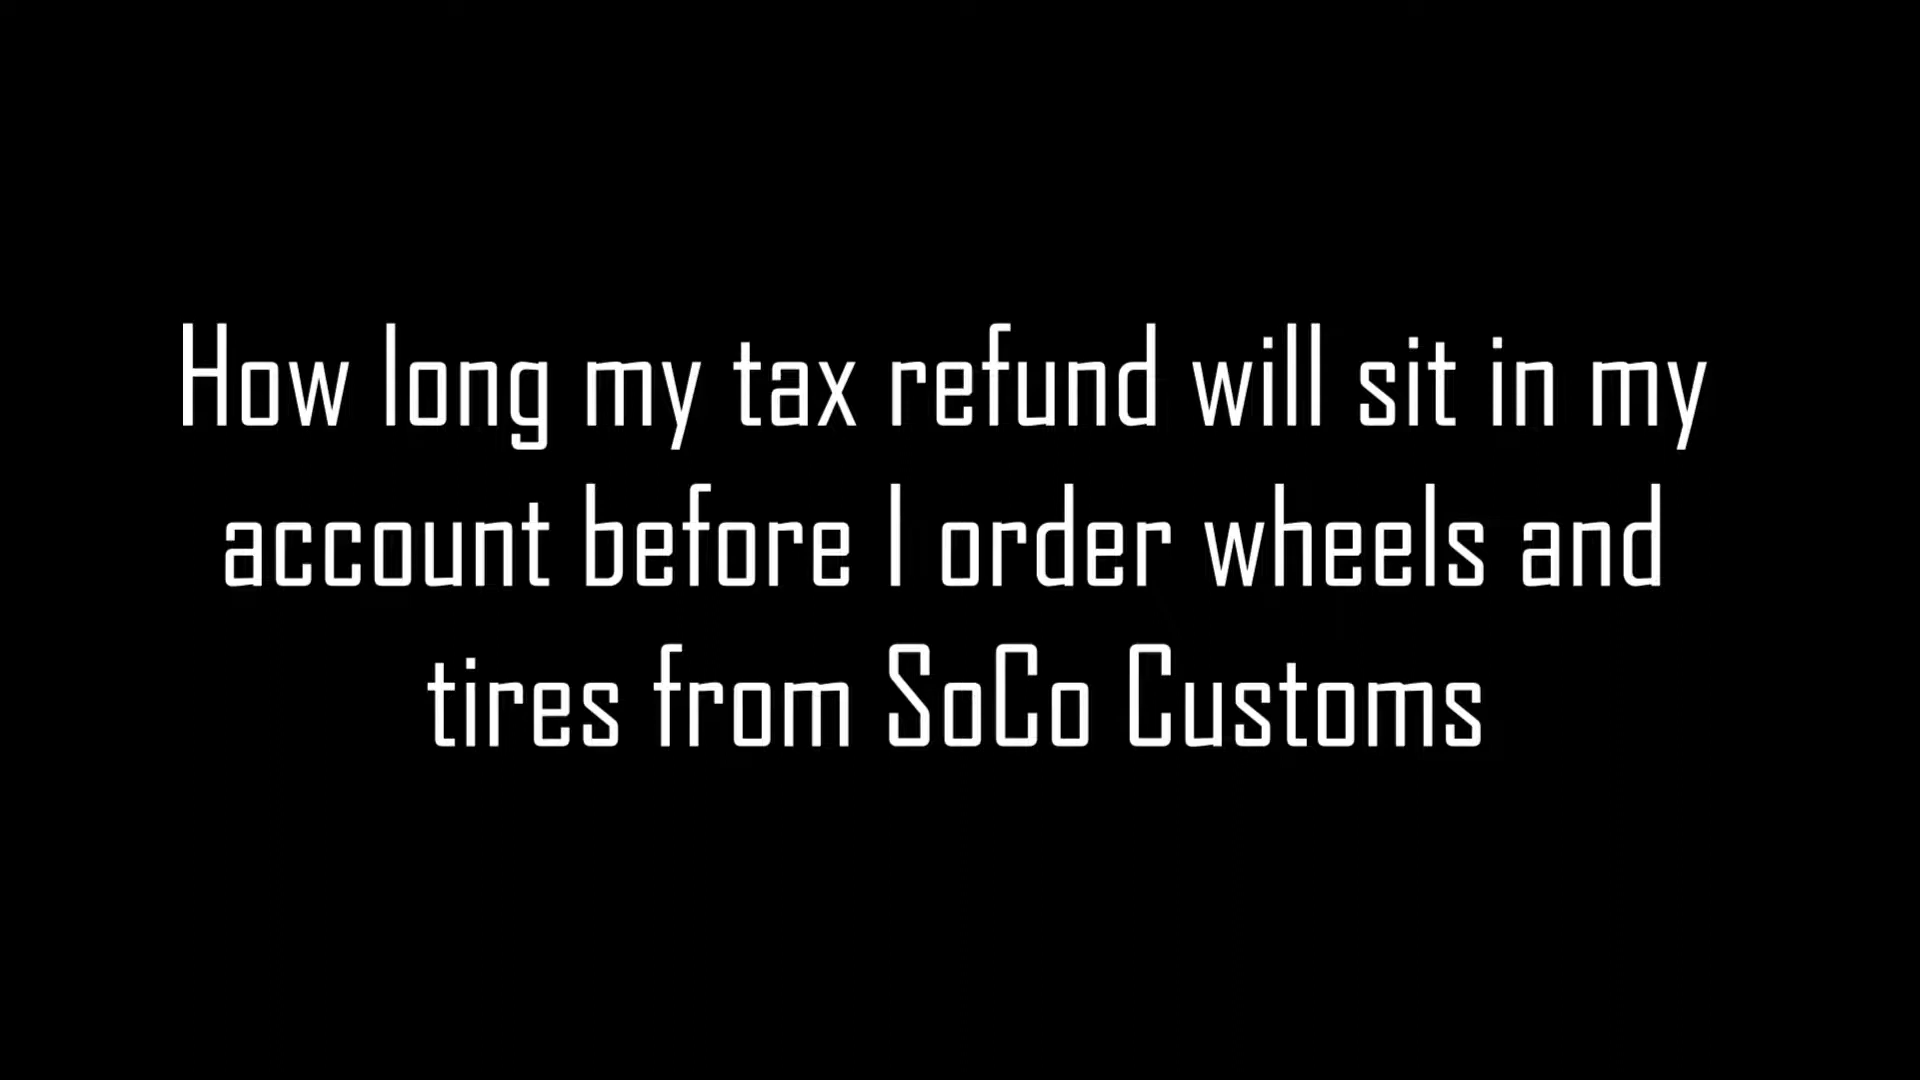 How long my tax refund will sit in my
account before I order wheels and
tires from SoCo Customs